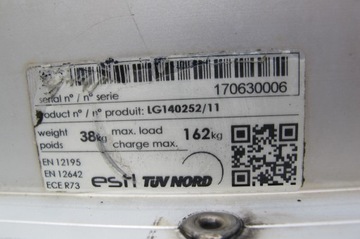 serial n° / n° serie 170630006
product n° / n° produit: LG140252/11
weight 38kg max. load 162kg
poids charge max.
EN 12195
EN 12642
ECE R73 TÜV NORD